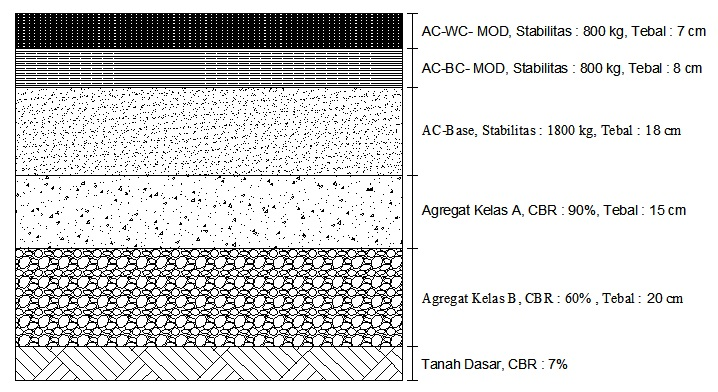 AC-WC- MOD, Stabilitas : 800 kg, Tebal : 7 cm
AC-BC- MOD, Stabilitas : 800 kg, Tebal : 8 cm
AC-Base, Stabilitas : 1800 kg, Tebal : 18 cm
Agregat Kelas A, CBR : 90%, Tebal : 15 cm
Agregat Kelas B, CBR : 60% , Tebal : 20 cm
Tanah Dasar, CBR : 7%